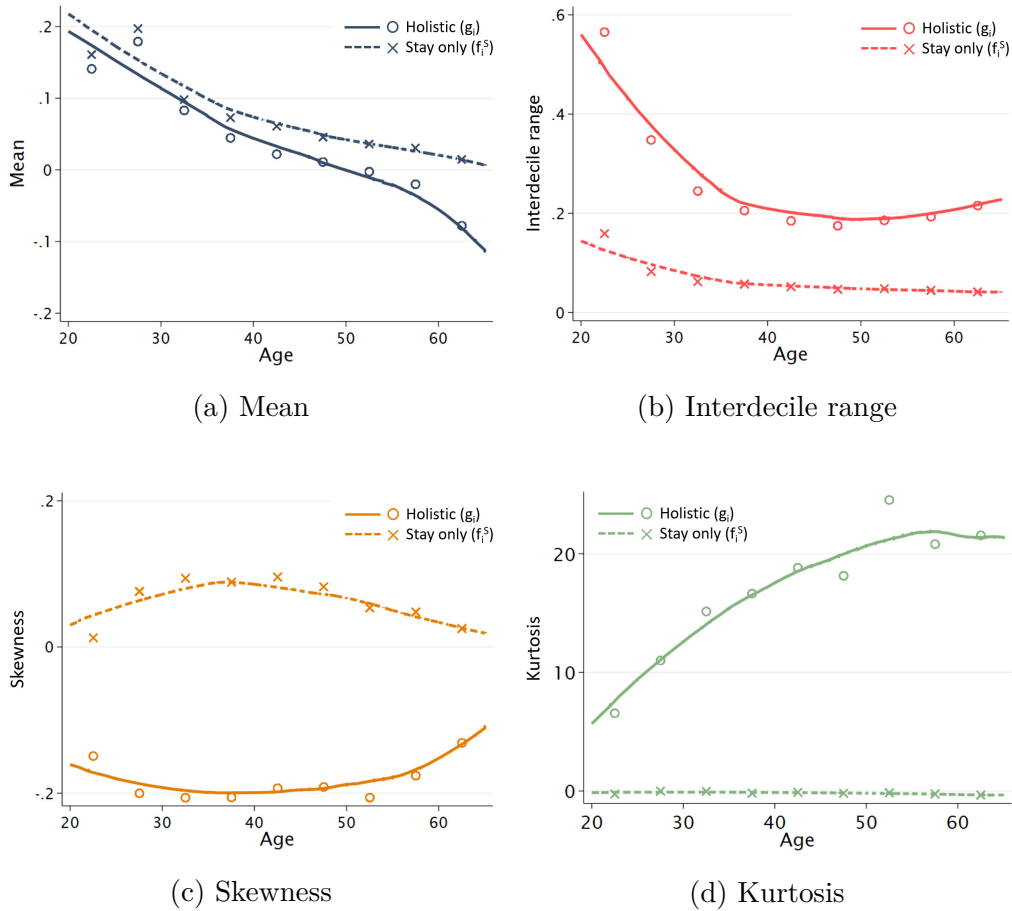 .2
.1
0
-.1
-.2
Mean
20
30
40
50
60
Age
Holistic (gᵢ)
Stay only (fᵢˢ)
(a) Mean
.6
.4
.2
0
Interdecile range
20
30
40
50
60
Age
Holistic (gᵢ)
Stay only (fᵢˢ)
(b) Interdecile range
.2
0
-.2
Skewness
20
30
40
50
60
Age
Holistic (gᵢ)
Stay only (fᵢˢ)
(c) Skewness
20
10
0
Kurtosis
20
30
40
50
60
Age
Holistic (gᵢ)
Stay only (fᵢˢ)
(d) Kurtosis